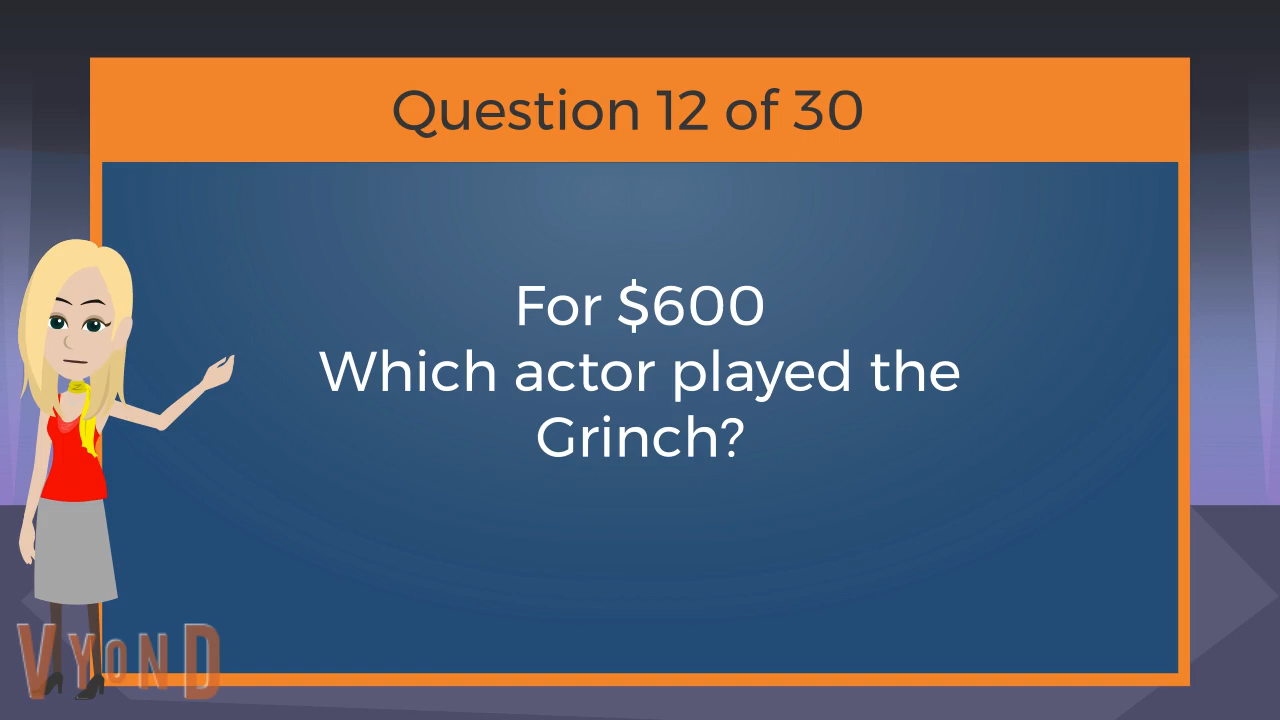 Question 12 of 30
For $600
Which actor played the
Grinch?
VYOND